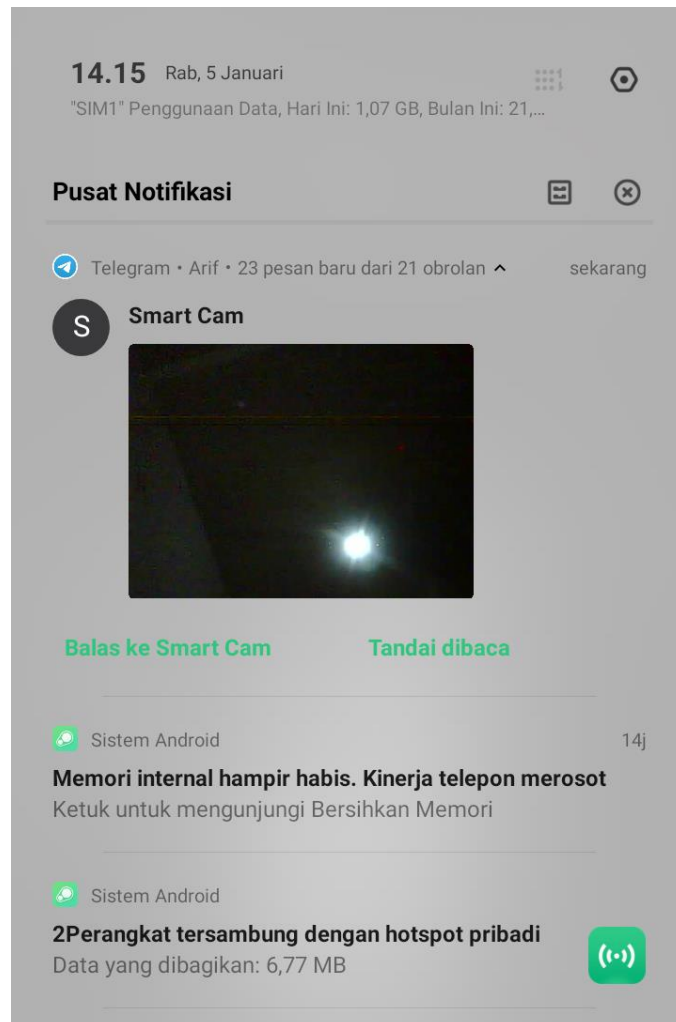 14.15 Rab, 5 Januari
"SIM1" Penggunaan Data, Hari Ini: 1,07 GB, Bulan Ini: 21,...
Pusat Notifikasi
Telegram • Arif • 23 pesan baru dari 21 obrolan sekarang
S
Smart Cam
Balas ke Smart Cam Tandai dibaca
Sistem Android 14j
Memori internal hampir habis. Kinerja telepon merosot
Ketuk untuk mengunjungi Bersihkan Memori
Sistem Android
2Perangkat tersambung dengan hotspot pribadi
Data yang dibagikan: 6,77 MB